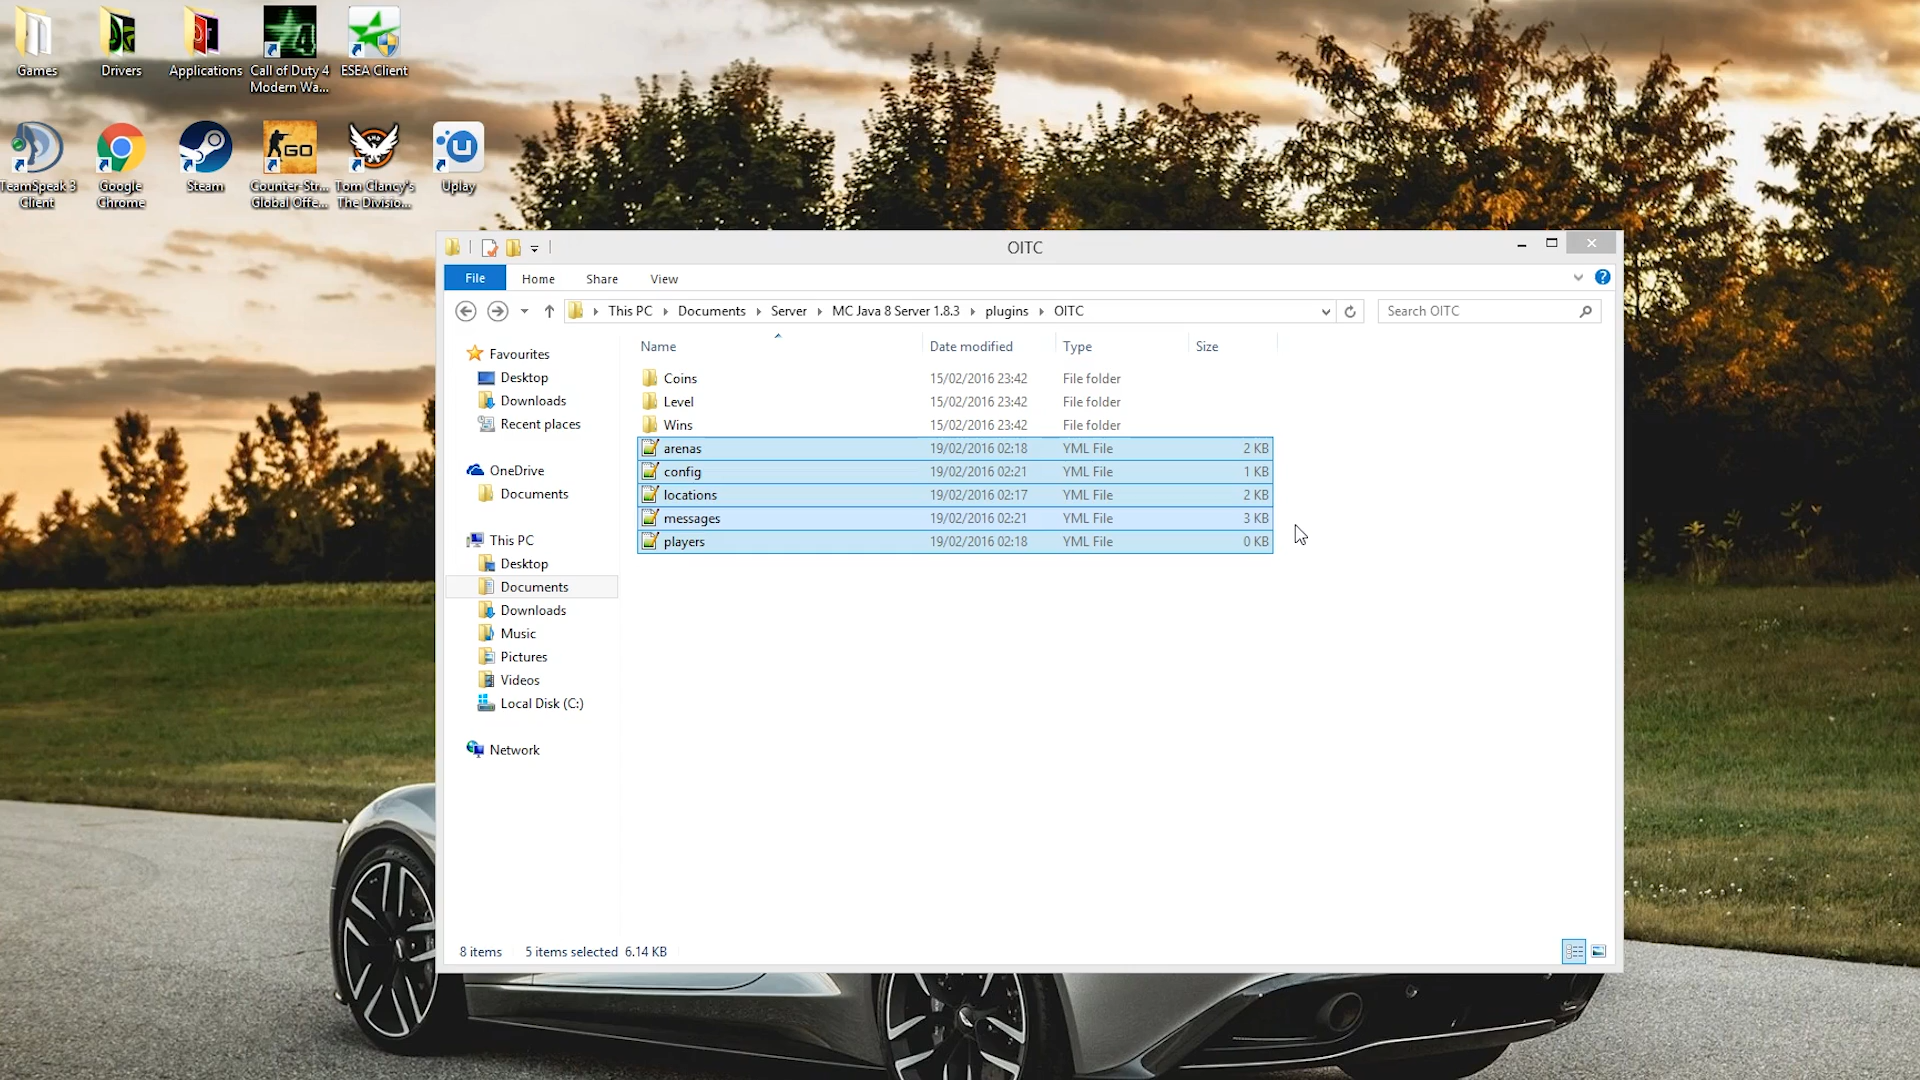 Games
Drivers
Applications
Call of Duty 4
Modern Wa...
ESEA Client
TeamSpeak 3
Client
Google
Chrome
Steam
Counter-Str...
Global Offe...
Tom Clancy's
The Divisio...
Uplay
OITC
File
Home
Share
View
This PC
Documents
Server
MC Java 8 Server 1.8.3
plugins
OITC
Search OITC
Favourites
Desktop
Downloads
Recent places
OneDrive
Documents
This PC
Desktop
Documents
Downloads
Music
Pictures
Videos
Local Disk (C:)
Network
Name Date modified Type Size
Coins 15/02/2016 23:42 File folder
Level 15/02/2016 23:42 File folder
Wins 15/02/2016 23:42 File folder
arenas 19/02/2016 02:18 YML File 2 KB
config 19/02/2016 02:21 YML File 1 KB
locations 19/02/2016 02:17 YML File 2 KB
messages 19/02/2016 02:21 YML File 3 KB
players 19/02/2016 02:18 YML File 0 KB
8 items 5 items selected 6.14 KB